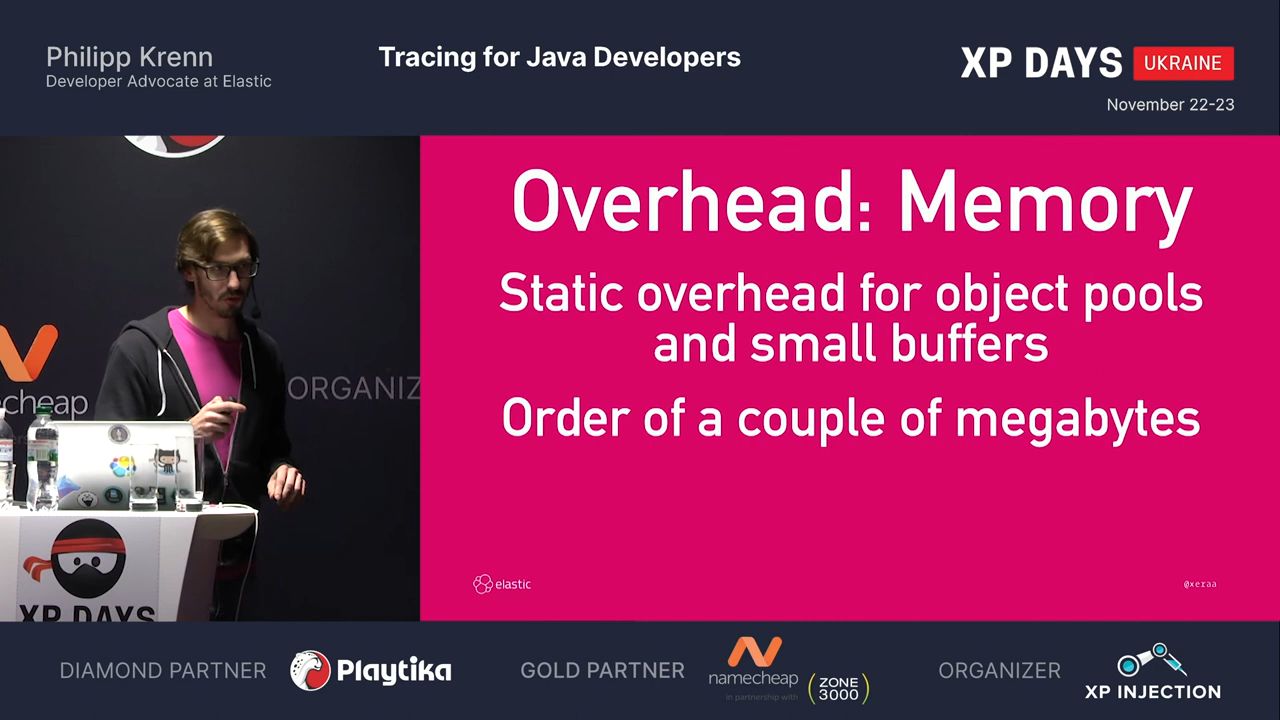 Philipp Krenn
Developer Advocate at Elastic
Tracing for Java Developers
XP DAYS UKRAINE
November 22-23
Overhead: Memory
Static overhead for object pools
and small buffers
Order of a couple of megabytes
elastic
@xeraa
cheap
ORGANIZ
XP DAYS
DIAMOND PARTNER
Playtika
GOLD PARTNER
namecheap
in partnership with
ZONE
3000
ORGANIZER
XP INJECTION